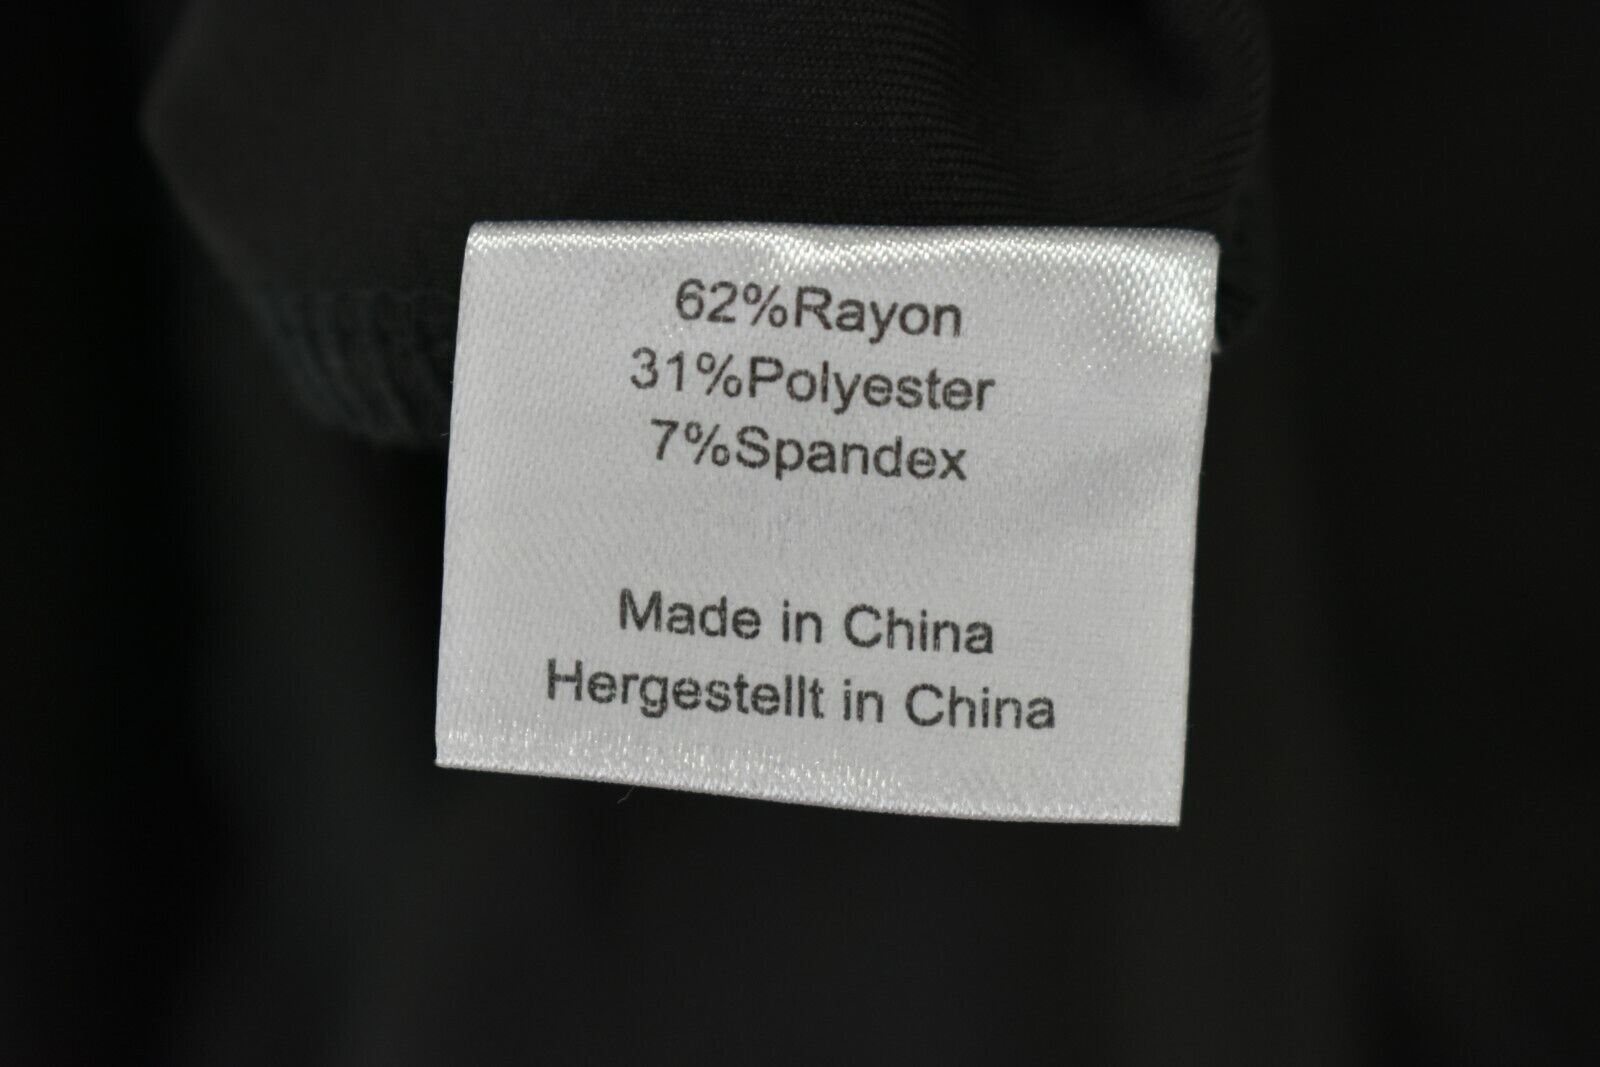 62%Rayon
31%Polyester
7%Spandex
Made in China
Hergestellt in China